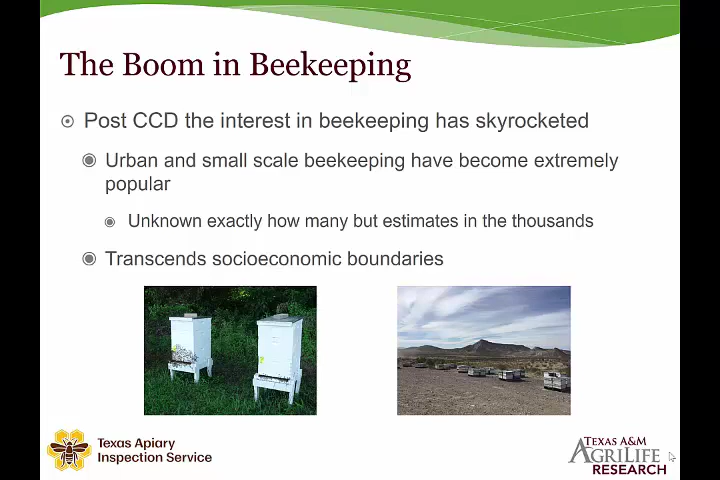 The Boom in Beekeeping
Post CCD the interest in beekeeping has skyrocketed
Urban and small scale beekeeping have become extremely
popular
Unknown exactly how many but estimates in the thousands
Transcends socioeconomic boundaries
Texas Apiary
Inspection Service
TEXAS A&M
AGRILIFE
RESEARCH